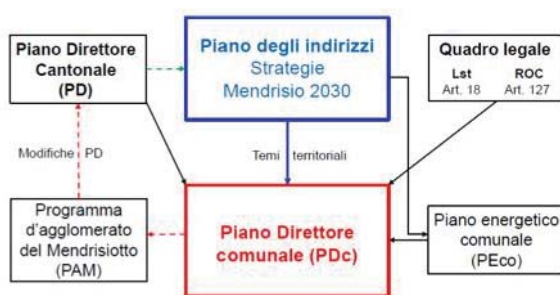 Piano Direttore
Cantonale
(PD)
Piano degli indirizzi
Strategie
Mendrisio 2030
Quadro legale
Lst ROC
Art. 18 Art. 127
Modifiche PD
Temi territoriali
Programma
d'agglomerato
del Mendrisiotto
(PAM)
Piano Direttore
comunale (PDc)
Piano energetico
comunale
(PEco)